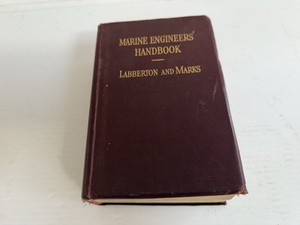 MARINE ENGINEERS'
HANDBOOK
LABBERTON AND MARKS